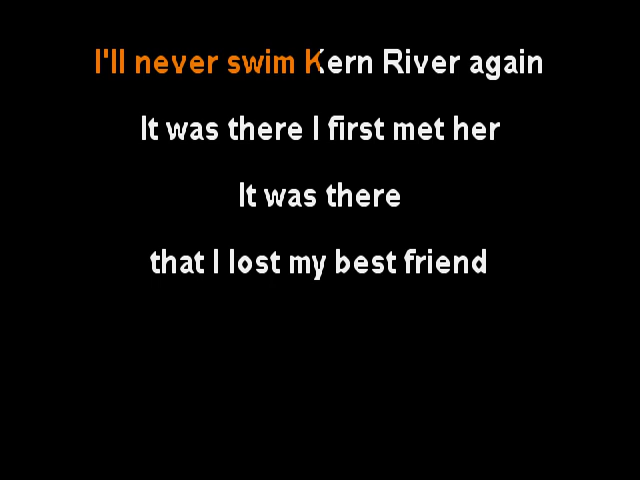 I'll never swim Kern River again
It was there I first met her
It was there
that I lost my best friend